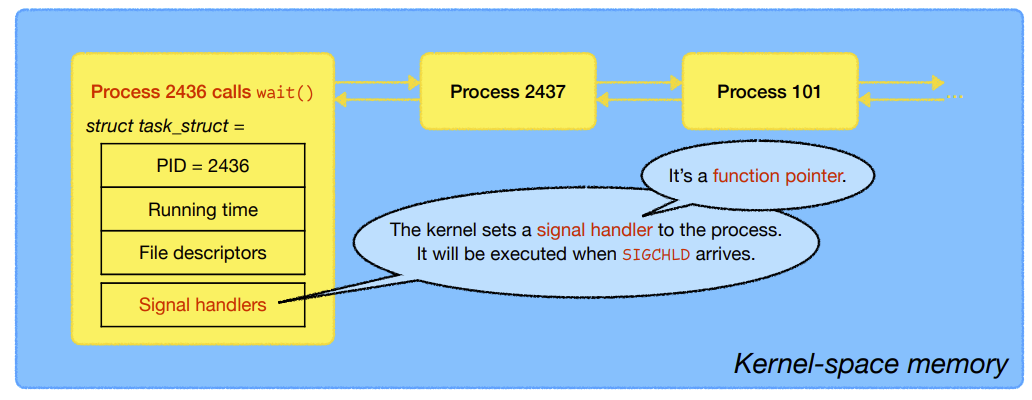 Process 2436 calls wait()
struct task_struct =
PID = 2436
Running time
File descriptors
Signal handlers
Process 2437
Process 101
...
It’s a function pointer.
The kernel sets a signal handler to the process.
It will be executed when SIGCHLD arrives.
Kernel-space memory